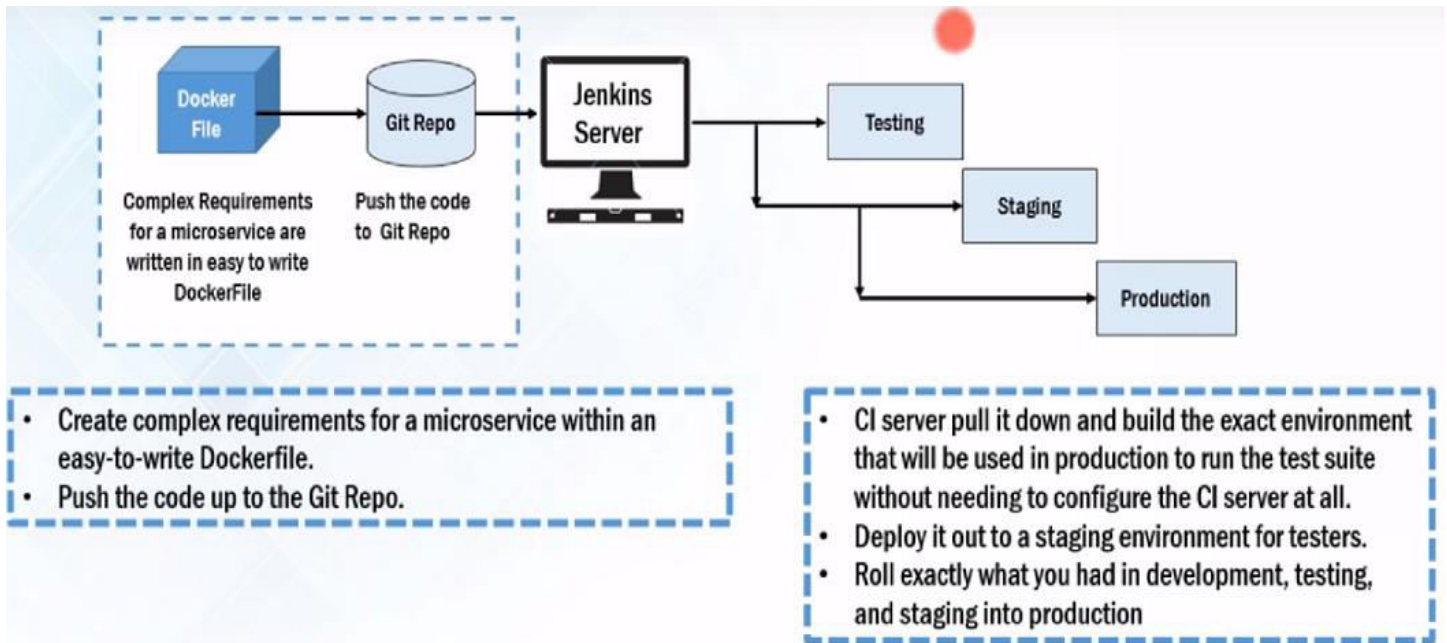 Docker
File
Git Repo
Jenkins
Server
Testing
Staging
Production
Complex Requirements
for a microservice are
written in easy to write
DockerFile
Push the code
to Git Repo
• Create complex requirements for a microservice within an
easy-to-write Dockerfile.
• Push the code up to the Git Repo.
• CI server pull it down and build the exact environment
that will be used in production to run the test suite
without needing to configure the CI server at all.
• Deploy it out to a staging environment for testers.
• Roll exactly what you had in development, testing,
and staging into production